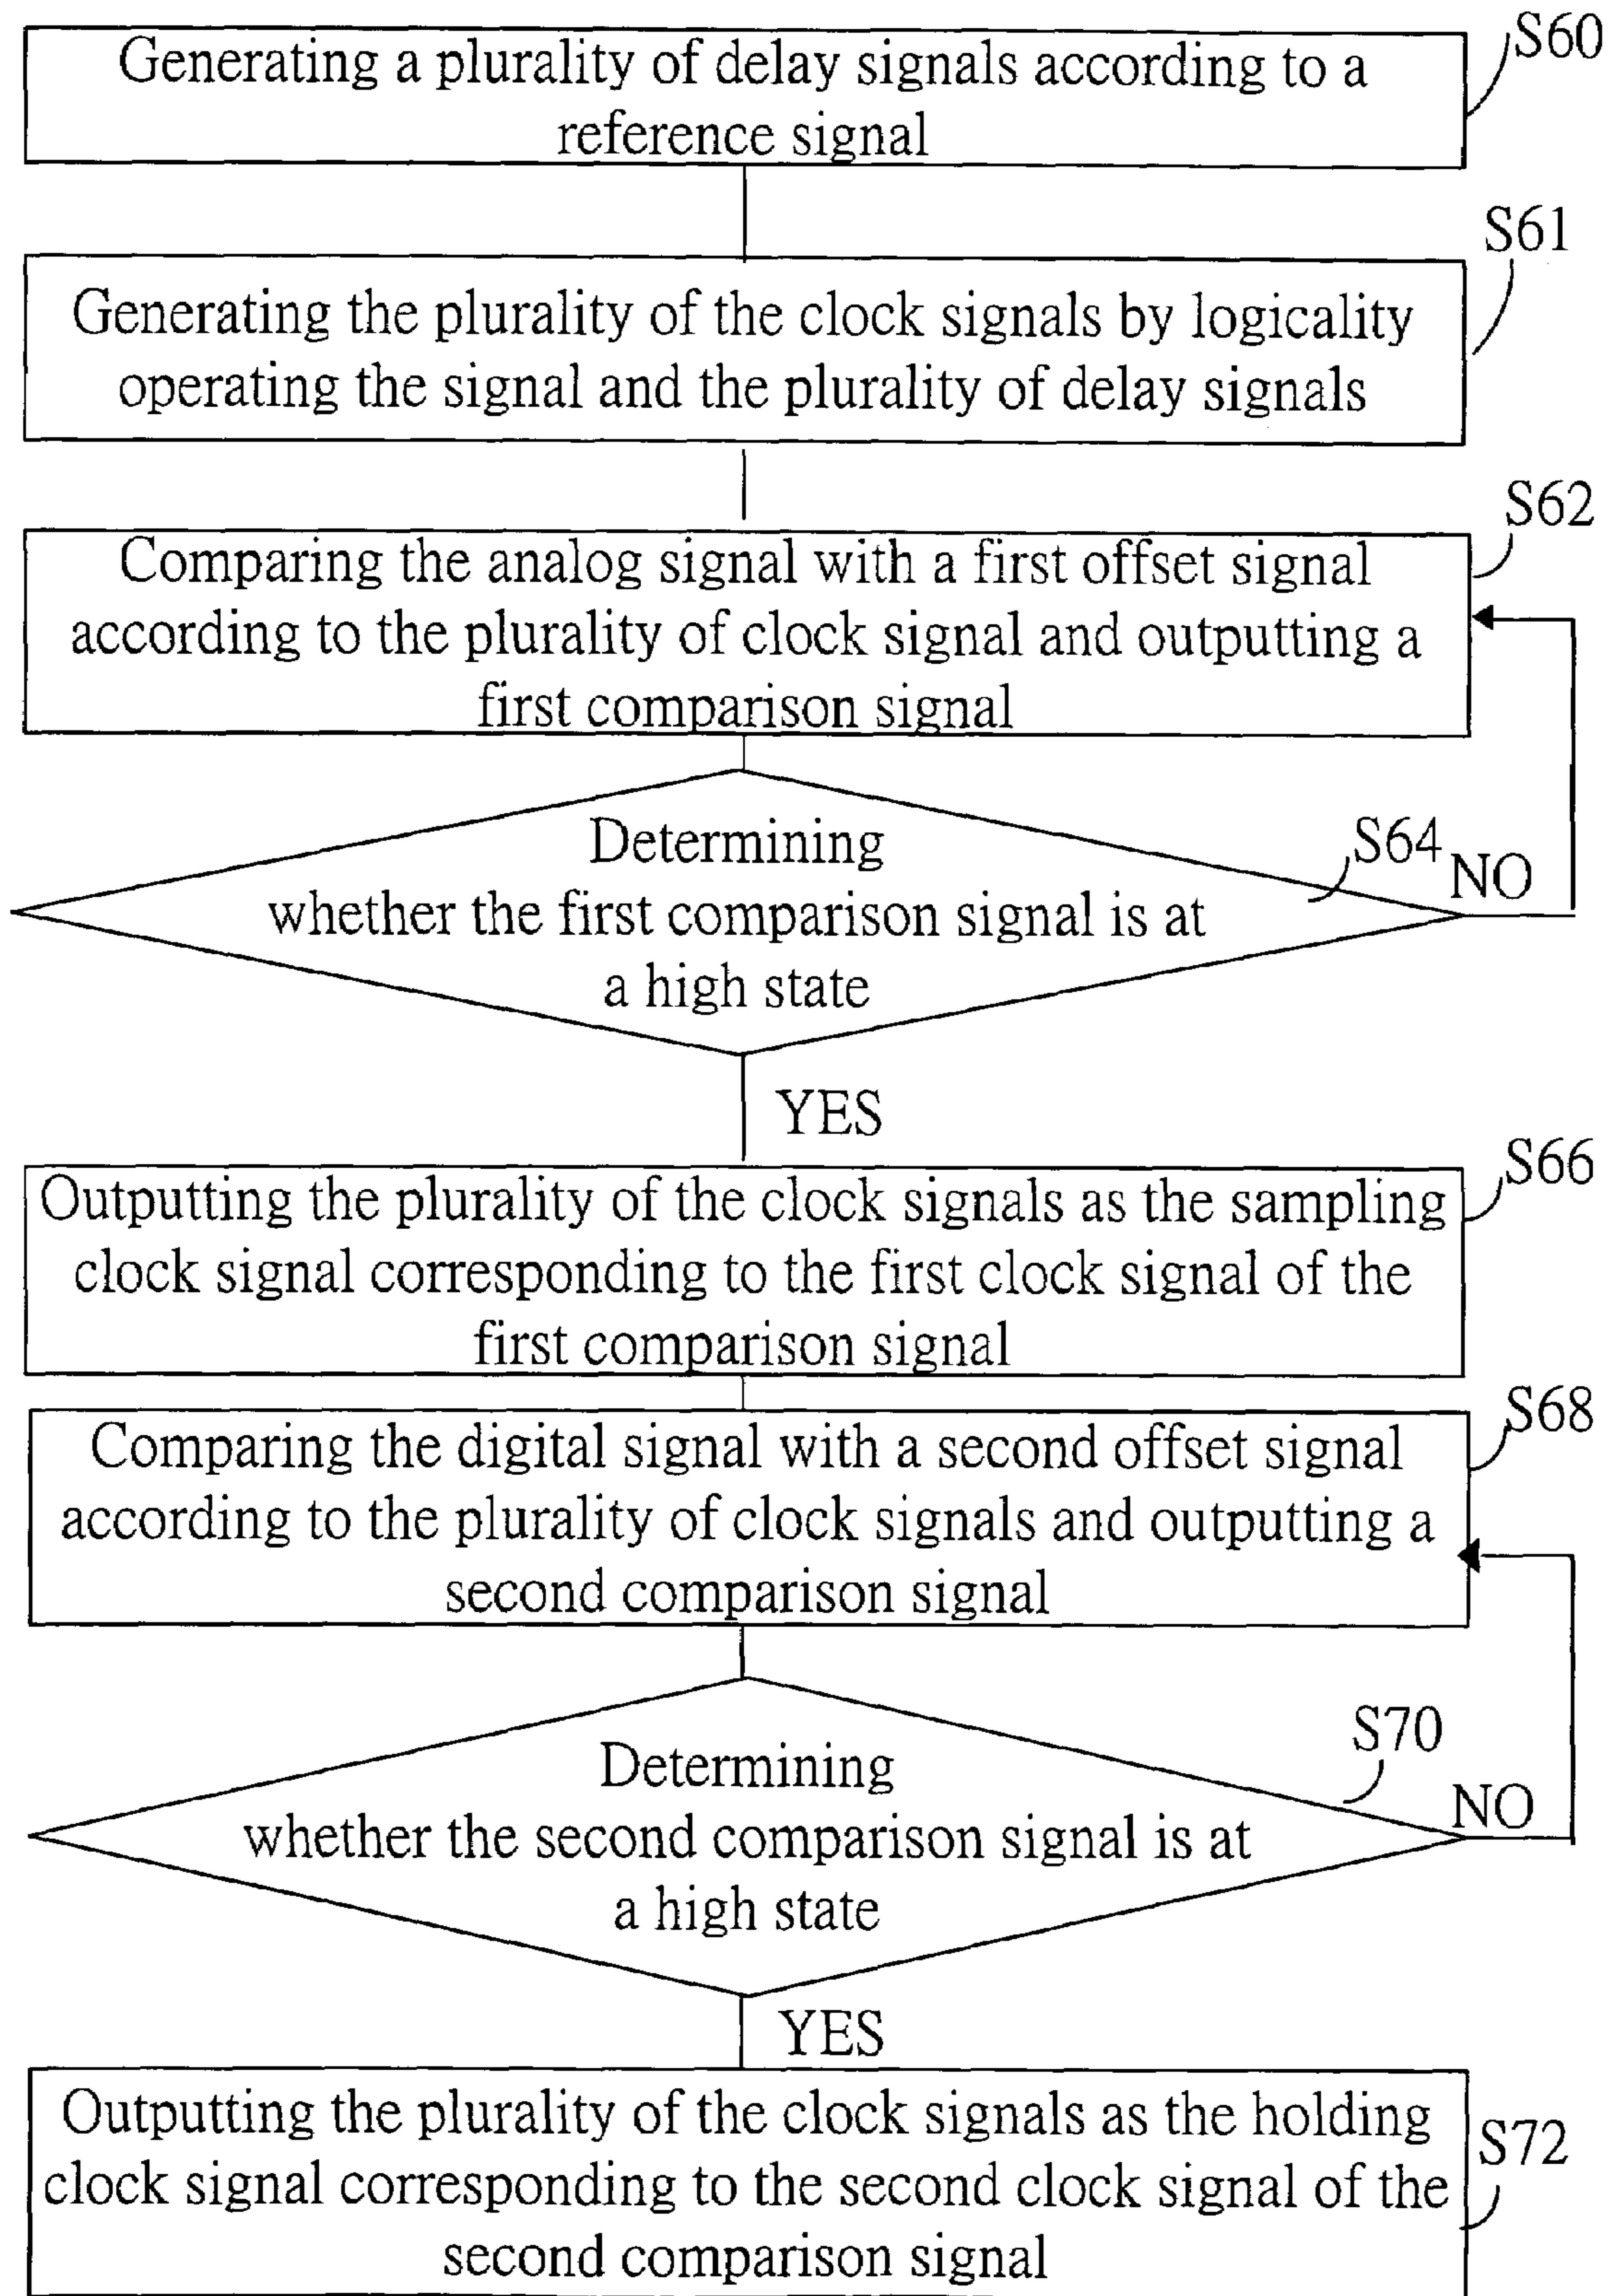 S60
Generating a plurality of delay signals according to a
reference signal
S61
Generating the plurality of the clock signals by logicality
operating the signal and the plurality of delay signals
S62
Comparing the analog signal with a first offset signal
according to the plurality of clock signal and outputting a
first comparison signal
Determining
whether the first comparison signal is at
a high state
S64
NO
YES
S66
Outputting the plurality of the clock signals as the sampling
clock signal corresponding to the first clock signal of the
first comparison signal
S68
Comparing the digital signal with a second offset signal
according to the plurality of clock signals and outputting a
second comparison signal
S70
Determining
whether the second comparison signal is at
a high state
NO
YES
Outputting the plurality of the clock signals as the holding
clock signal corresponding to the second clock signal of the
second comparison signal
S72